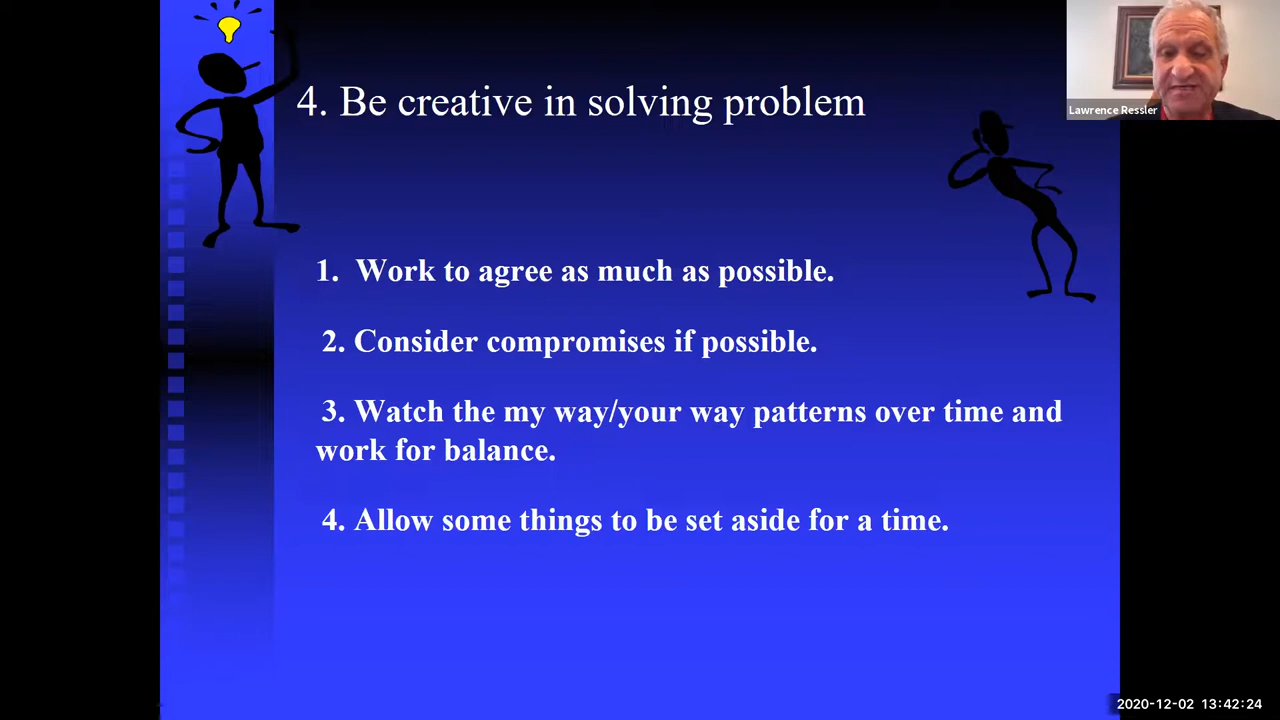 4. Be creative in solving problem
Lawrence Ressler
1. Work to agree as much as possible.
2. Consider compromises if possible.
3. Watch the my way/your way patterns over time and
work for balance.
4. Allow some things to be set aside for a time.
2020-12-02 13:42:24